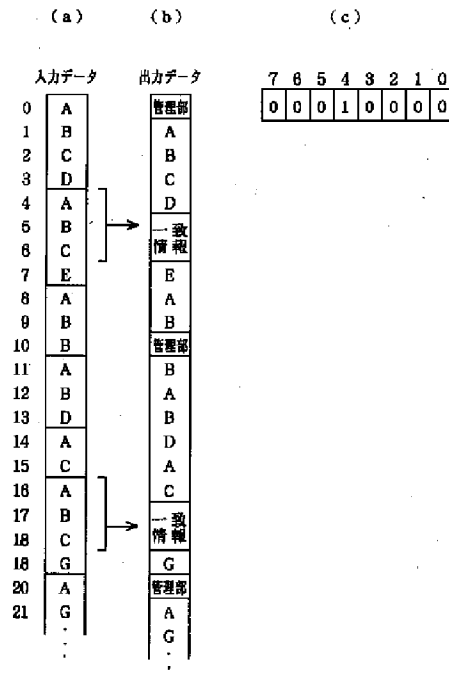 (a) (b) (c)
入力データ 出力データ 7 6 5 4 3 2 1 0
0 A 管理部 0 0 0 1 0 0 0 0
1 B A
2 C B
3 D C
4 A D
5 B 一致
6 C 情報
7 E E
8 A A
9 B B
10 B 管理部
11 A B
12 B A
13 D B
14 A D
15 C A
16 A C
17 B 一致
18 C 情報
18 G G
20 A 管理部
21 G A
G